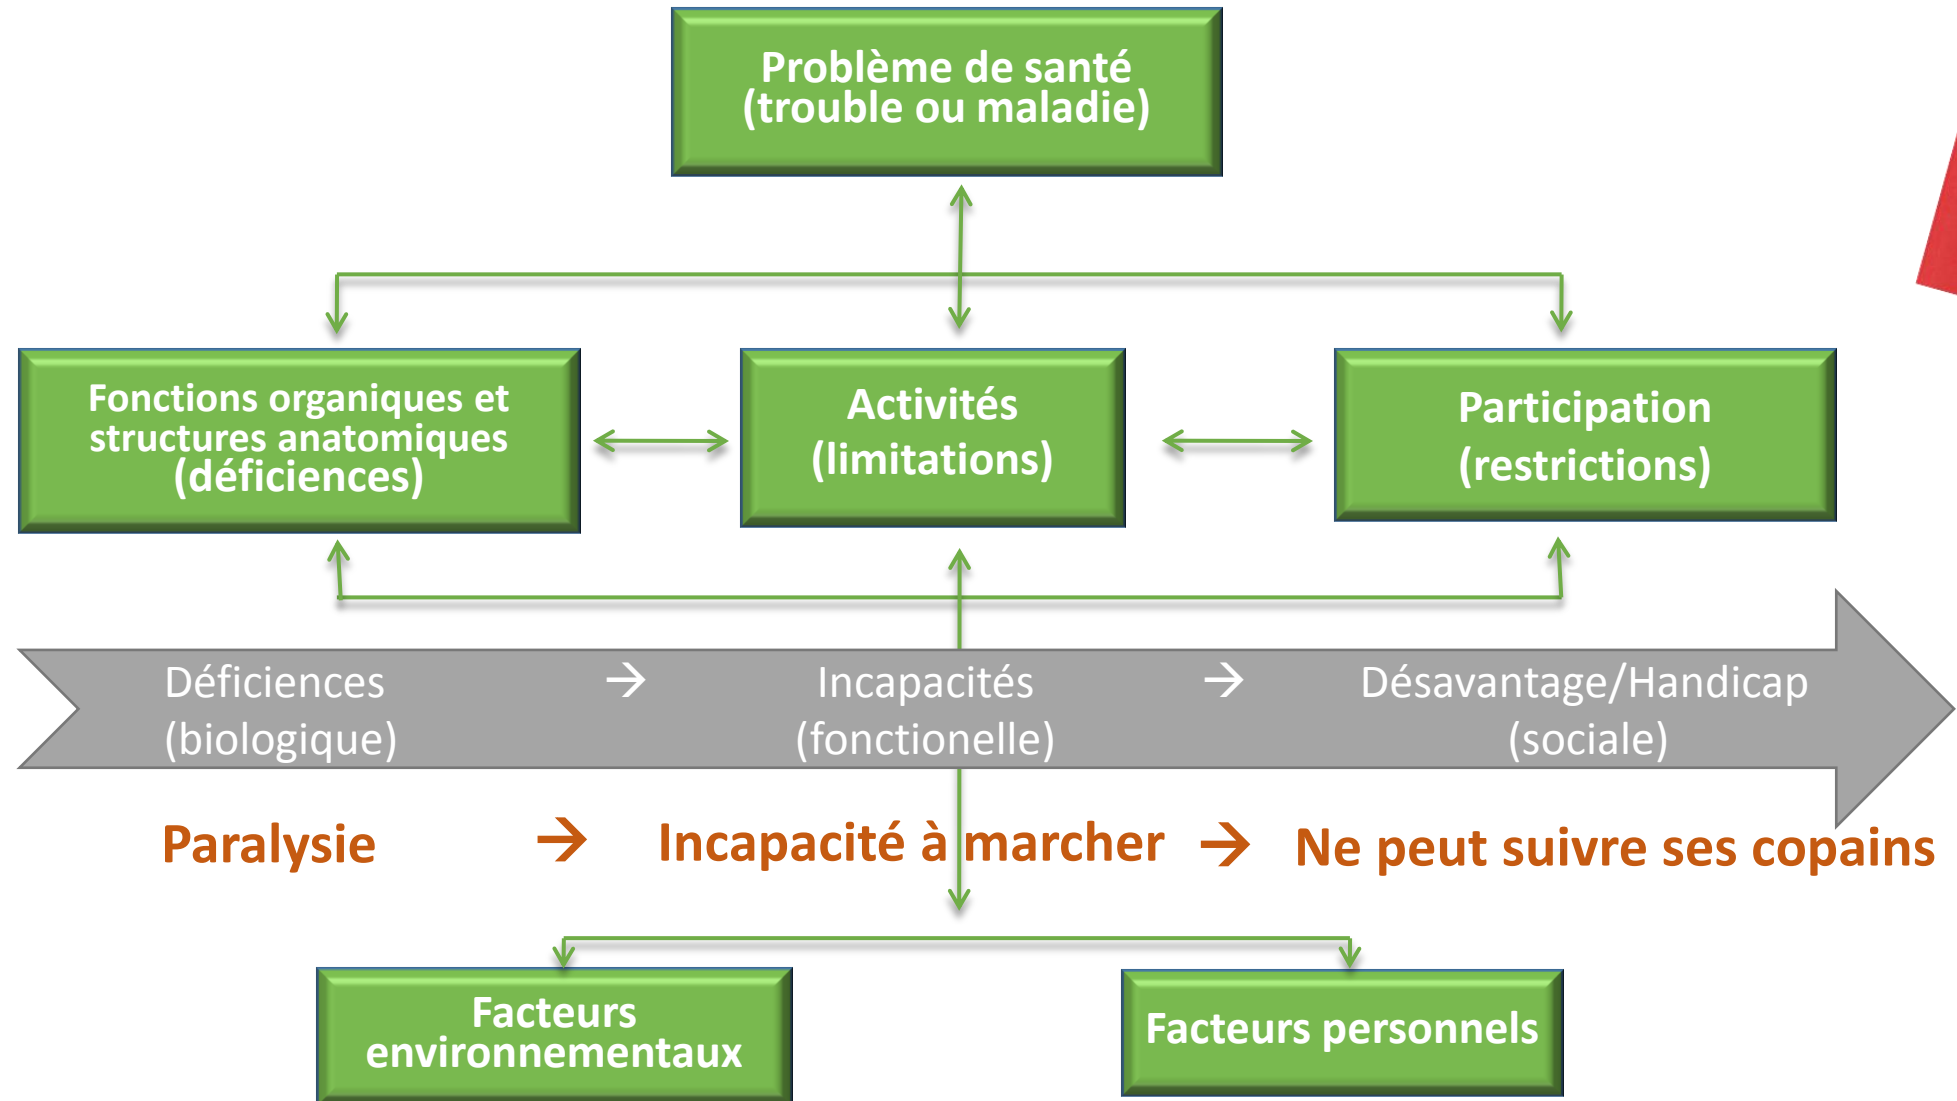 Problème de santé
(trouble ou maladie)
Fonctions organiques et
structures anatomiques
(déficiences)
Activités
(limitations)
Participation
(restrictions)
Déficiences → Incapacités → Désavantage/Handicap
(biologique) (fonctionelle) (sociale)
Paralysie → Incapacité à marcher → Ne peut suivre ses copains
Facteurs
environnementaux
Facteurs personnels